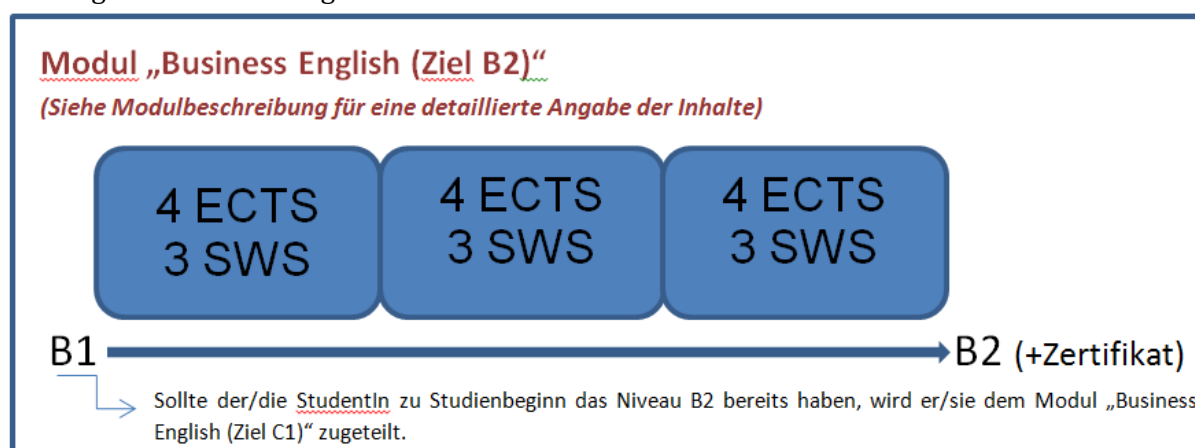 Modul „Business English (Ziel B2)“
(Siehe Modulbeschreibung für eine detaillierte Angabe der Inhalte)
4 ECTS
3 SWS
4 ECTS
3 SWS
4 ECTS
3 SWS
B1
B2 (+Zertifikat)
Sollte der/die StudentIn zu Studienbeginn das Niveau B2 bereits haben, wird er/sie dem Modul „Business
English (Ziel C1)“ zugeteilt.